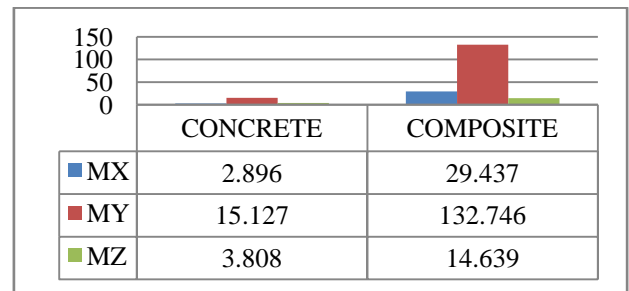 150
100
50
0
CONCRETE COMPOSITE
MX 2.896 29.437
MY 15.127 132.746
MZ 3.808 14.639